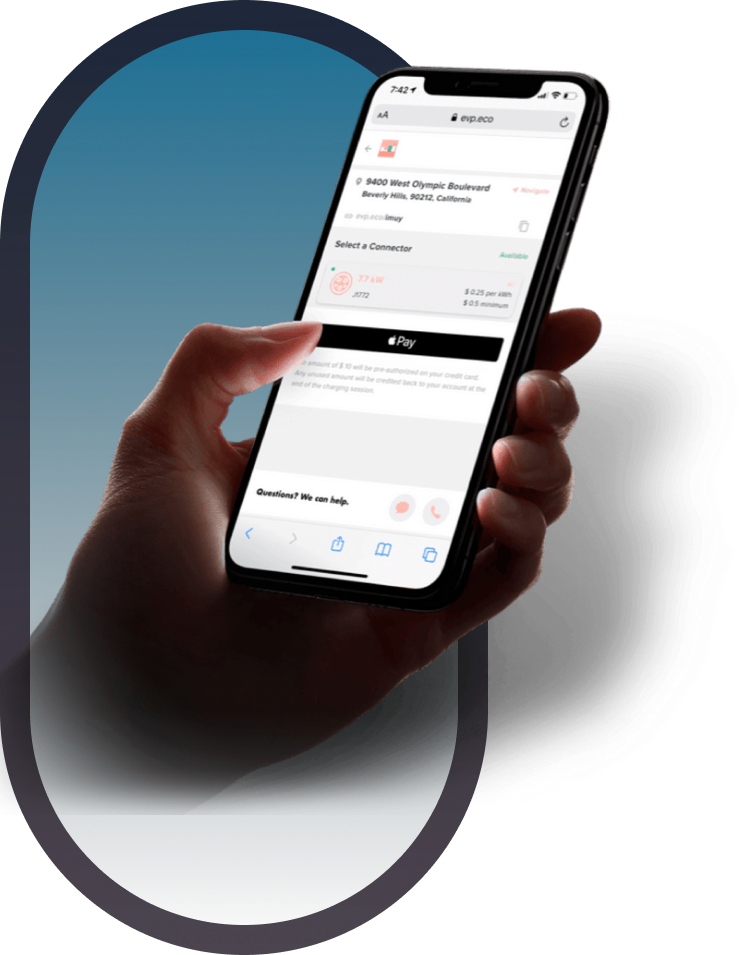 7:42
AA evp.eco
9400 West Olympic Boulevard
Navigate
Beverly Hills, 90212, California
evp.eco/imuy
Select a Connector
Available
7.7 kW
J1772
$ 0.25 per kWh
$ 0.5 minimum
Pay
amount of $ 10 will be pre-authorized on your credit card.
Any unused amount will be credited back to your account at the
end of the charging session.
Questions? We can help.